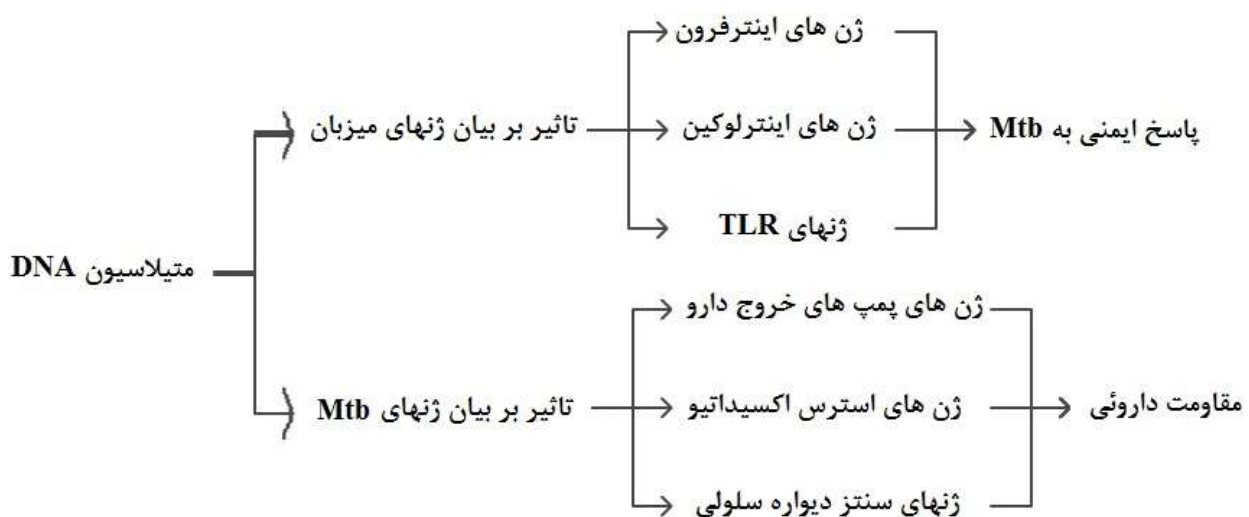 ژن های اینترفرون
تاثیر بر بیان ژنهای میزبان
ژن های اینترلوکین
پاسخ ایمنی به Mtb
ژنهای TLR
متیلاسیون DNA
ژن های پمپ های خروج دارو
تاثیر بر بیان ژنهای Mtb
ژن های استرس اکسیداتیو
مقاومت داروئی
ژنهای سنتز دیواره سلولی